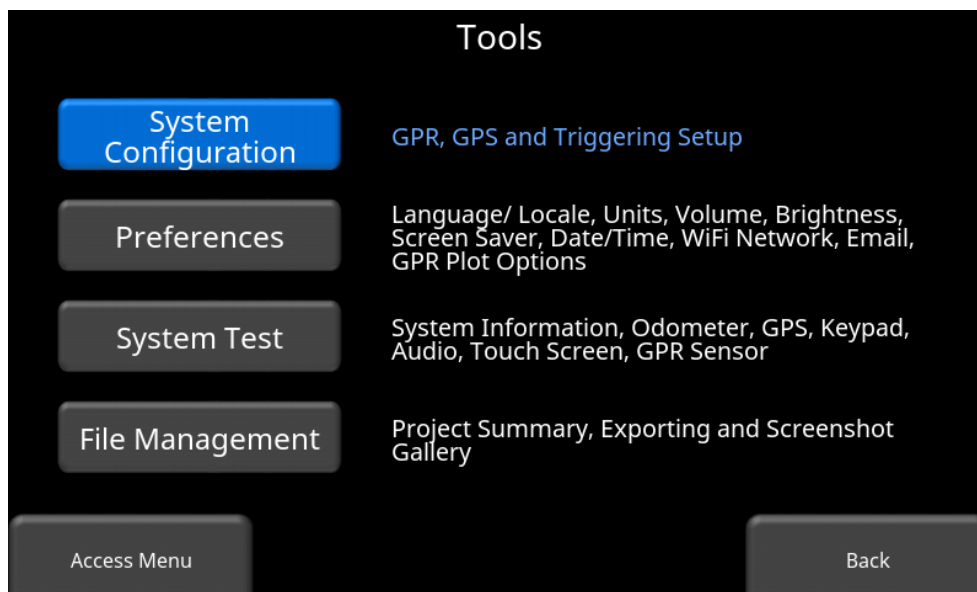 Tools
System
Configuration
GPR, GPS and Triggering Setup
Preferences
Language/ Locale, Units, Volume, Brightness,
Screen Saver, Date/Time, WiFi Network, Email,
GPR Plot Options
System Test
System Information, Odometer, GPS, Keypad,
Audio, Touch Screen, GPR Sensor
File Management
Project Summary, Exporting and Screenshot
Gallery
Access Menu
Back